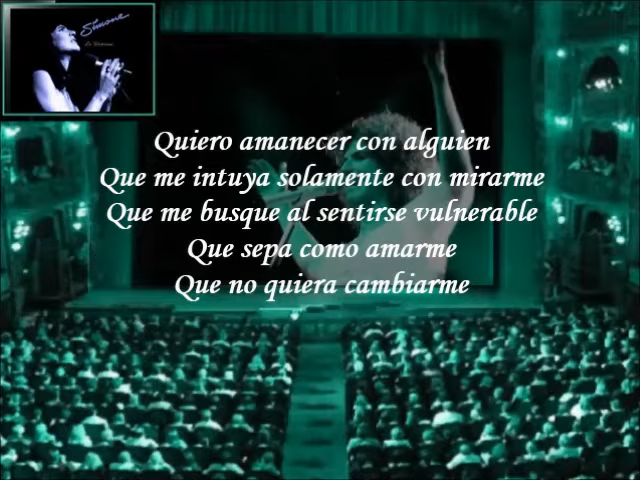 Simone
Quiero amanecer con alguien
Que me intuya solamente con mirarme
Que me busque al sentirse vulnerable
Que sepa como amarme
Que no quiera cambiarme